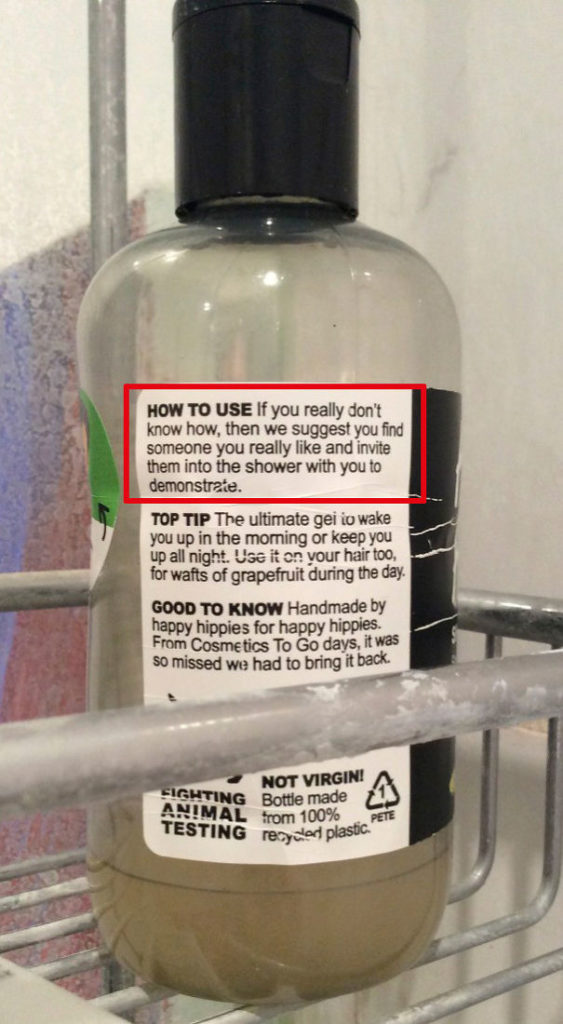 HOW TO USE If you really don't
know how, then we suggest you find
someone you really like and invite
them into the shower with you to
demonstrate.
TOP TIP The ultimate gel to wake
you up in the morning or keep you
up all night. Use it on your hair too,
for wafts of grapefruit during the day.
GOOD TO KNOW Handmade by
happy hippies for happy hippies.
From Cosmetics To Go days, it was
so missed we had to bring it back.
FIGHTING
ANIMAL
TESTING
NOT VIRGIN!
Bottle made
from 100%
recycled plastic.
1
PETE